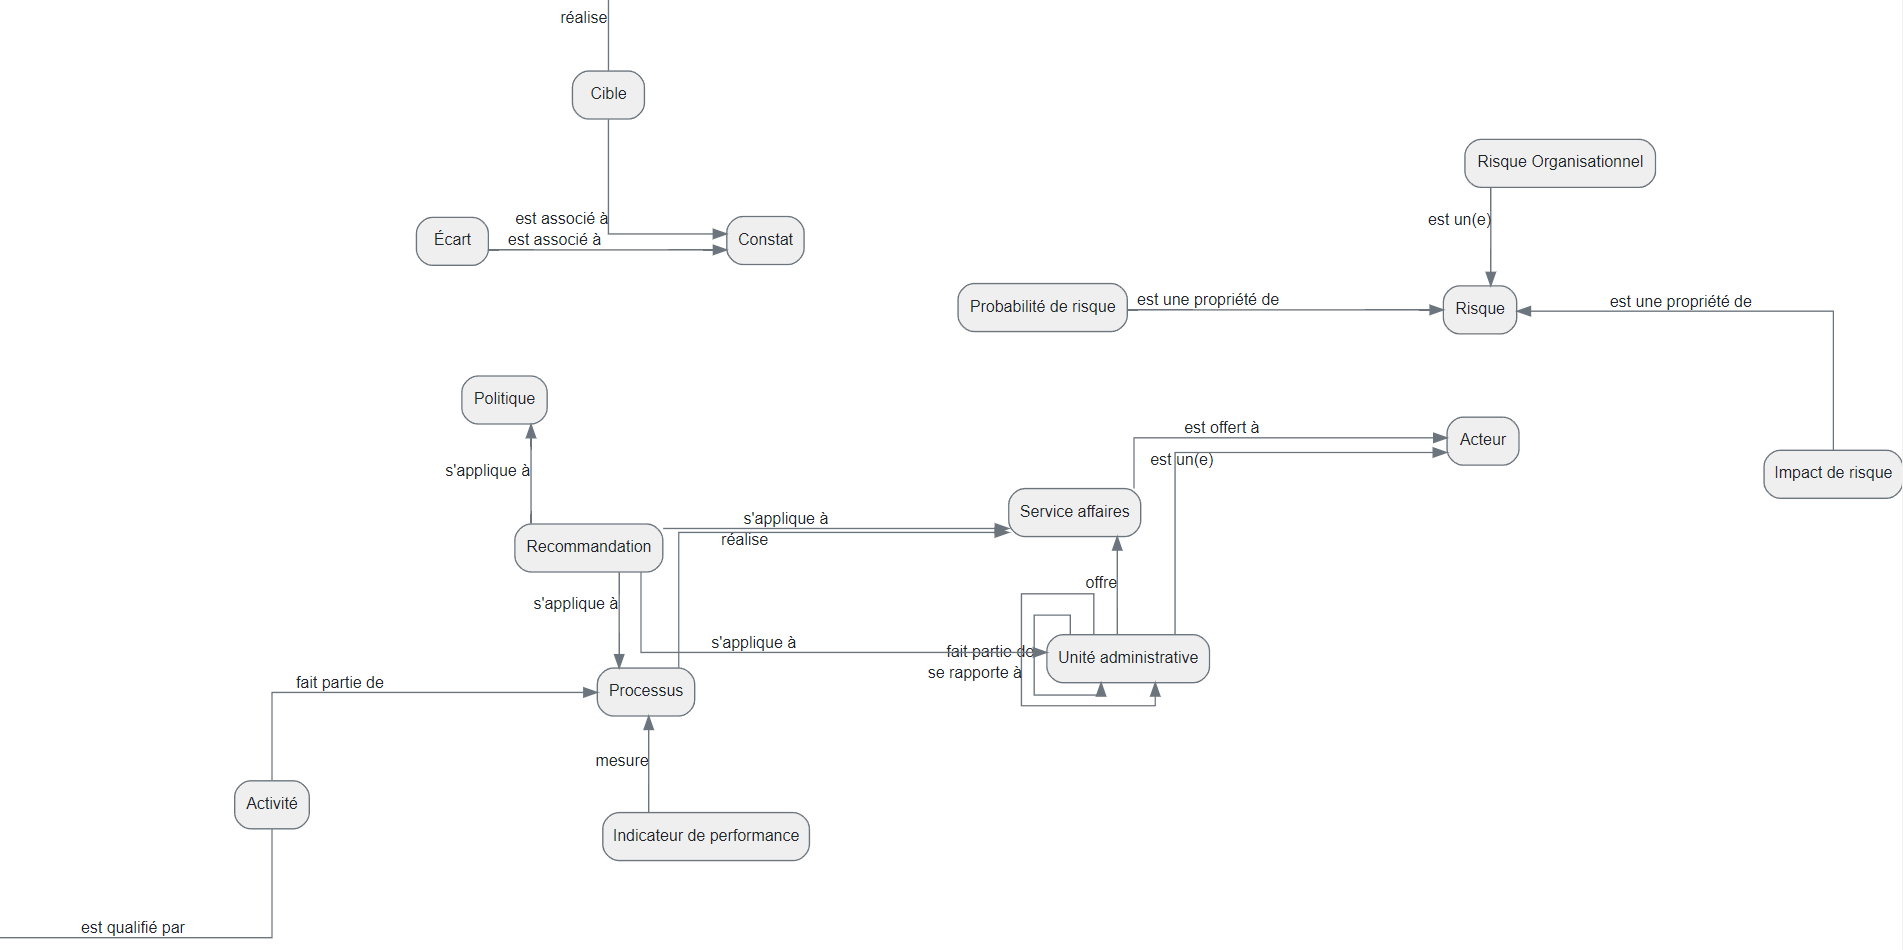 réalise
Cible
Risque Organisationnel
est associé à
est un(e)
Écart
est associé à
Constat
est une propriété de
est une propriété de
Probabilité de risque
Risque
Politique
est offert à
Acteur
s'applique à
est un(e)
Impact de risque
s'applique à
Service affaires
réalise
Recommandation
offre
s'applique à
s'applique à
fait partie de
Unité administrative
se rapporte à
fait partie de
Processus
mesure
Activité
Indicateur de performance
est qualifié par